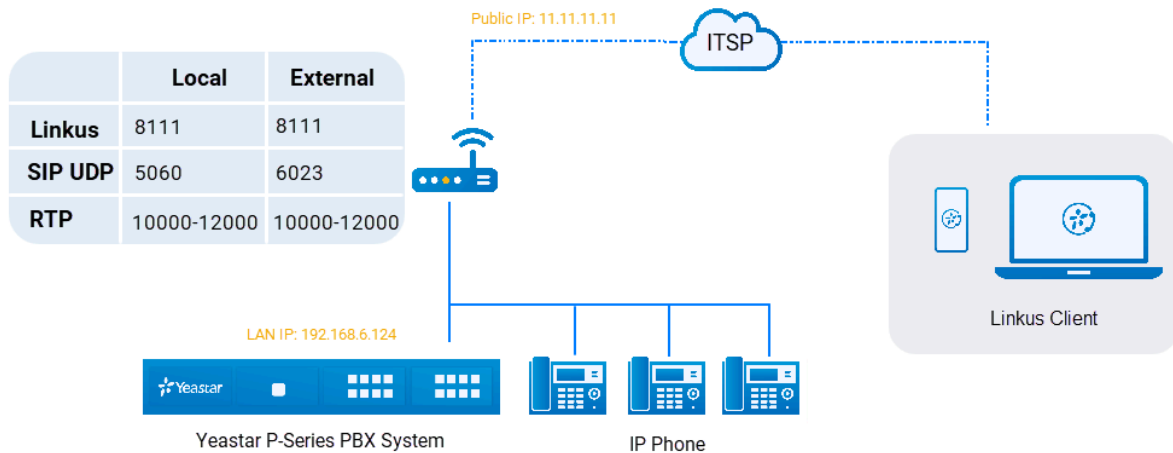 Public IP: 11.11.11.11
ITSP
Local External
Linkus 8111 8111
SIP UDP 5060 6023
RTP 10000-12000 10000-12000
LAN IP: 192.168.6.124
Yeastar
Linkus Client
Yeastar P-Series PBX System
IP Phone